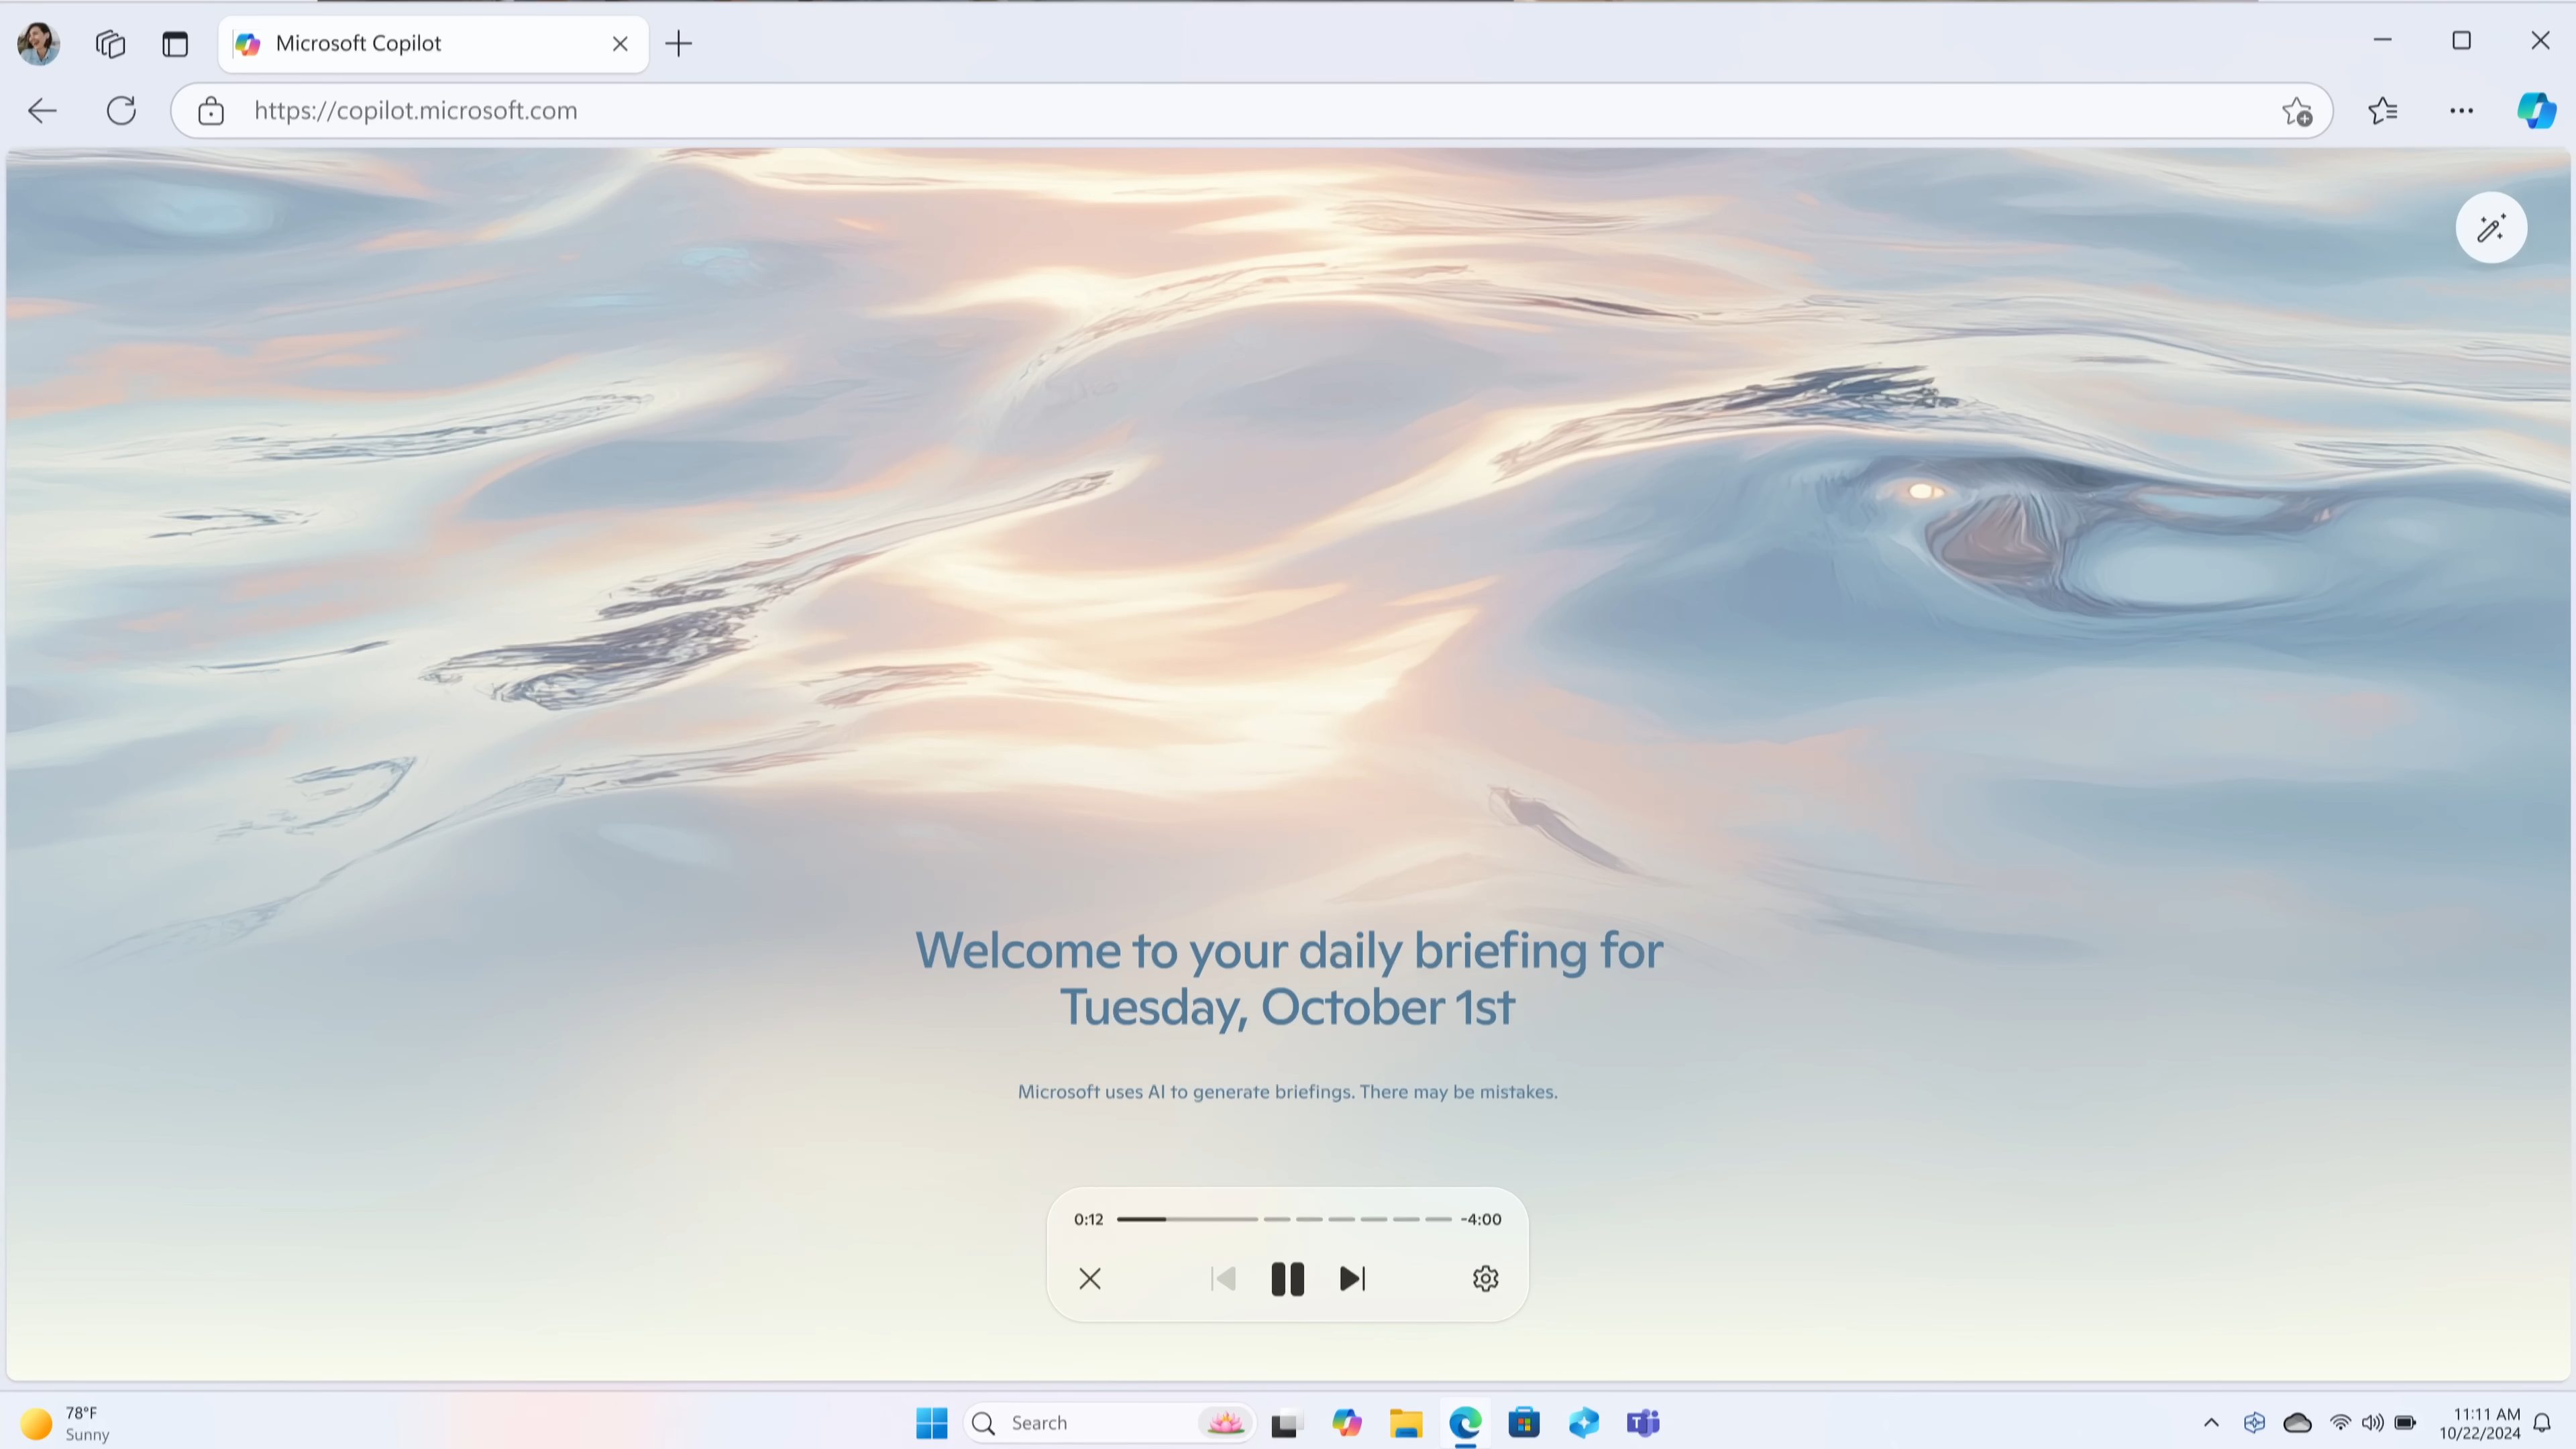 Microsoft Copilot
https://copilot.microsoft.com
Welcome to your daily briefing for
Tuesday, October 1st
Microsoft uses AI to generate briefings. There may be mistakes.
0:12
-4:00
78°F
Sunny
Search
11:11 AM
10/22/2024